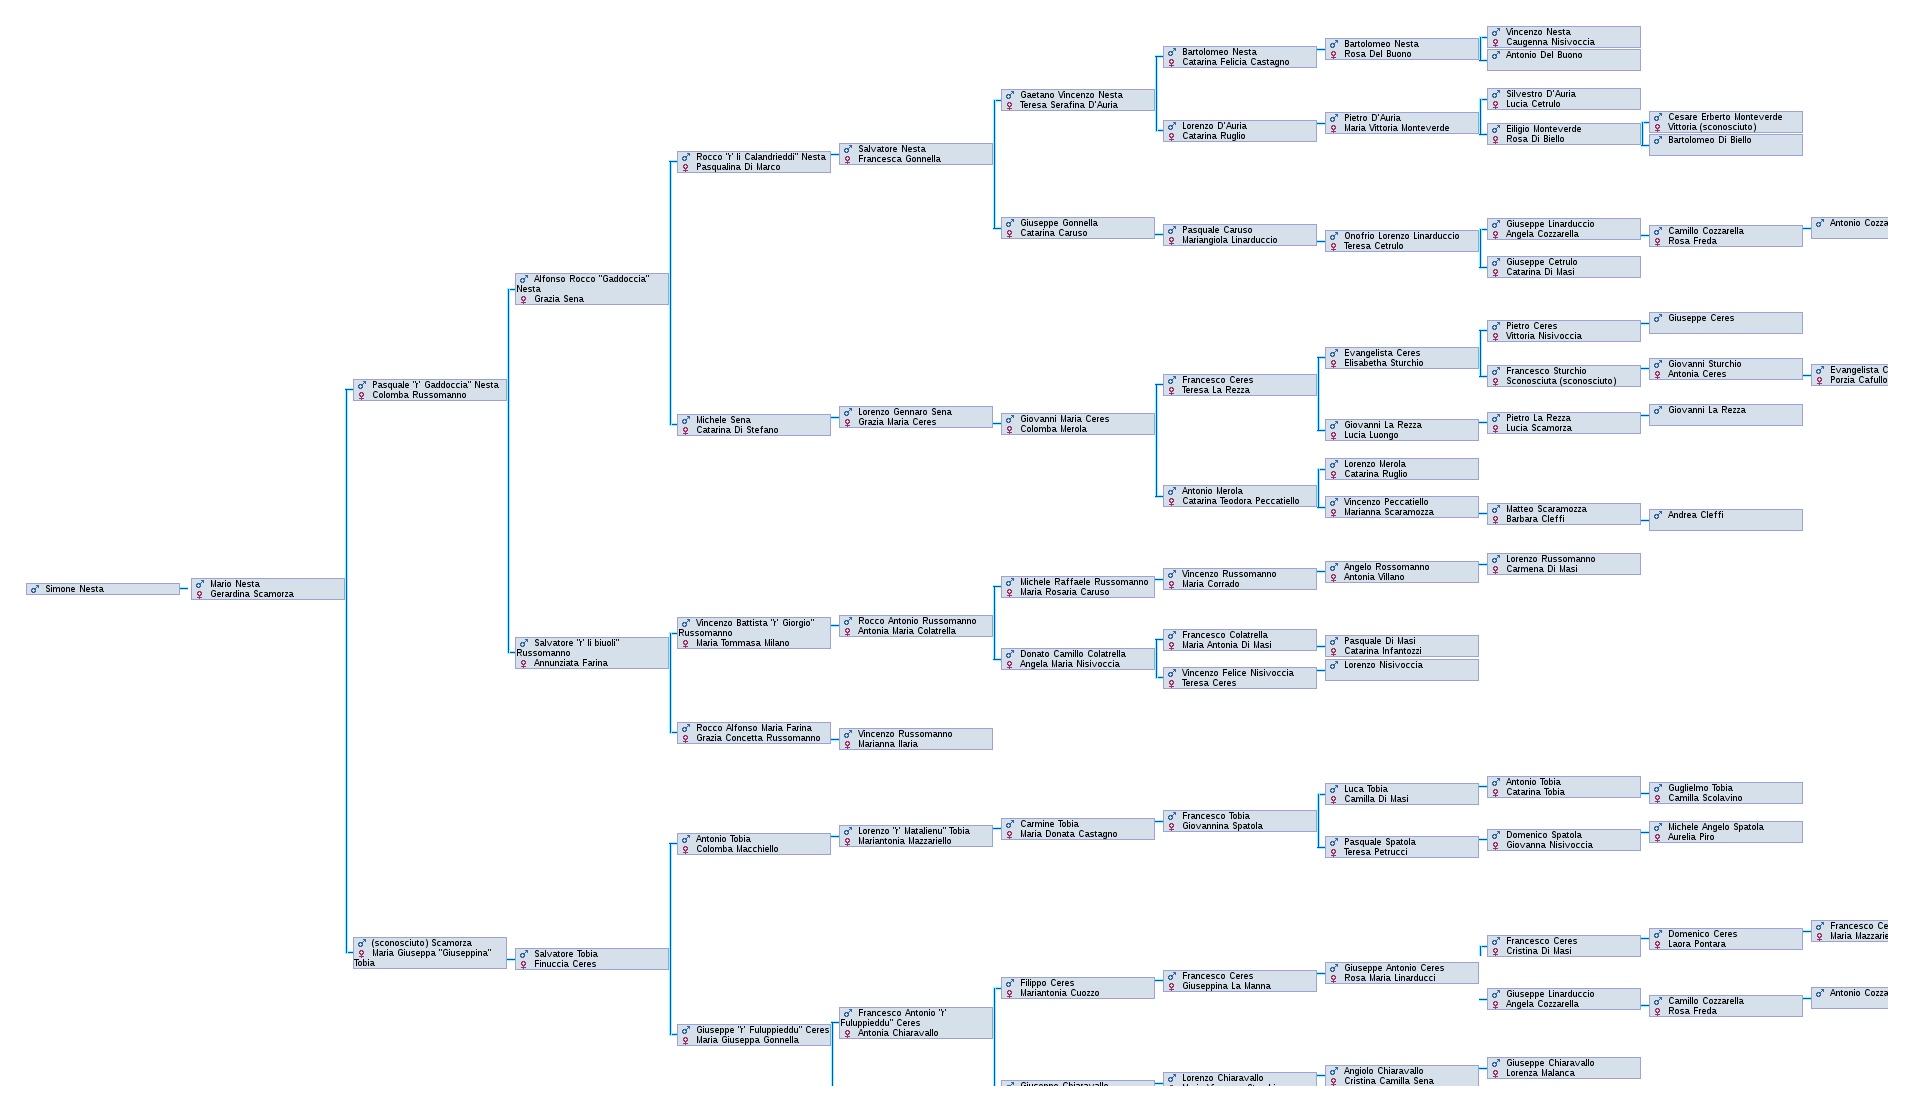 Simone Nesta
Mario Nesta
Gerardina Scamorza
Pasquale "r' Gaddoccia" Nesta
Colomba Russomanno
(sconosciuto) Scamorza
Maria Giuseppa "Giuseppina"
Tobia
Alfonso Rocco "Gaddoccia"
Nesta
Grazia Sena
Salvatore "r' li biuoli"
Russomanno
Annunziata Farina
Salvatore Tobia
Finuccia Ceres
Rocco "r' li Calandrieddi" Nesta
Pasqualina Di Marco
Michele Sena
Catarina Di Stefano
Vincenzo Battista "r' Giorgio"
Russomanno
Maria Tommasa Milano
Rocco Alfonso Maria Farina
Grazia Concetta Russomanno
Antonio Tobia
Colomba Macchiello
Giuseppe "r' Fuluppieddu" Ceres
Maria Giuseppa Gonnella
Salvatore Nesta
Francesca Gonnella
Lorenzo Gennaro Sena
Grazia Maria Ceres
Rocco Antonio Russomanno
Antonia Maria Colatrella
Vincenzo Russomanno
Marianna Ilaria
Lorenzo "r' Matalienu" Tobia
Mariantonia Mazzariello
Francesco Antonio "r'
Fuluppieddu" Ceres
Antonia Chiaravallo
Gaetano Vincenzo Nesta
Teresa Serafina D'Auria
Giuseppe Gonnella
Catarina Caruso
Giovanni Maria Ceres
Colomba Merola
Michele Raffaele Russomanno
Maria Rosaria Caruso
Donato Camillo Colatrella
Angela Maria Nisivoccia
Carmine Tobia
Maria Donata Castagno
Filippo Ceres
Mariantonia Cuozzo
Giuseppe Chiaravallo
Bartolomeo Nesta
Catarina Felicia Castagno
Lorenzo D'Auria
Catarina Ruglio
Pasquale Caruso
Mariangiola Linarduccio
Francesco Ceres
Teresa La Rezza
Antonio Merola
Catarina Teodora Peccatiello
Vincenzo Russomanno
Maria Corrado
Francesco Colatrella
Maria Antonia Di Masi
Vincenzo Felice Nisivoccia
Teresa Ceres
Francesco Tobia
Giovannina Spatola
Francesco Ceres
Giuseppina La Manna
Lorenzo Chiaravallo
Bartolomeo Nesta
Rosa Del Buono
Pietro D'Auria
Maria Vittoria Monteverde
Onofrio Lorenzo Linarduccio
Teresa Cetrulo
Evangelista Ceres
Elisabetha Sturchio
Giovanni La Rezza
Lucia Luongo
Lorenzo Merola
Catarina Ruglio
Vincenzo Peccatiello
Marianna Scaramozza
Angelo Rossomanno
Antonia Villano
Pasquale Di Masi
Catarina Infantozzi
Lorenzo Nisivoccia
Luca Tobia
Camilla Di Masi
Pasquale Spatola
Teresa Petrucci
Giuseppe Antonio Ceres
Rosa Maria Linarducci
Angiolo Chiaravallo
Cristina Camilla Sena
Vincenzo Nesta
Caugenna Nisivoccia
Antonio Del Buono
Silvestro D'Auria
Lucia Cetrulo
Eiligio Monteverde
Rosa Di Biello
Giuseppe Linarduccio
Angela Cozzarella
Giuseppe Cetrulo
Catarina Di Masi
Pietro Ceres
Vittoria Nisivoccia
Francesco Sturchio
Sconosciuta (sconosciuto)
Pietro La Rezza
Lucia Scamorza
Matteo Scaramozza
Barbara Cleffi
Lorenzo Russomanno
Carmena Di Masi
Antonio Tobia
Catarina Tobia
Domenico Spatola
Giovanna Nisivoccia
Francesco Ceres
Cristina Di Masi
Giuseppe Linarduccio
Angela Cozzarella
Giuseppe Chiaravallo
Lorenza Malanca
Cesare Erberto Monteverde
Vittoria (sconosciuto)
Bartolomeo Di Biello
Camillo Cozzarella
Rosa Freda
Giuseppe Ceres
Giovanni Sturchio
Antonia Ceres
Giovanni La Rezza
Andrea Cleffi
Guglielmo Tobia
Camilla Scolavino
Michele Angelo Spatola
Aurelia Piro
Domenico Ceres
Laora Pontara
Camillo Cozzarella
Rosa Freda
Antonio Cozza
Evangelista C
Porzia Cafullo
Francesco Ce
Maria Mazzarie
Antonio Cozza